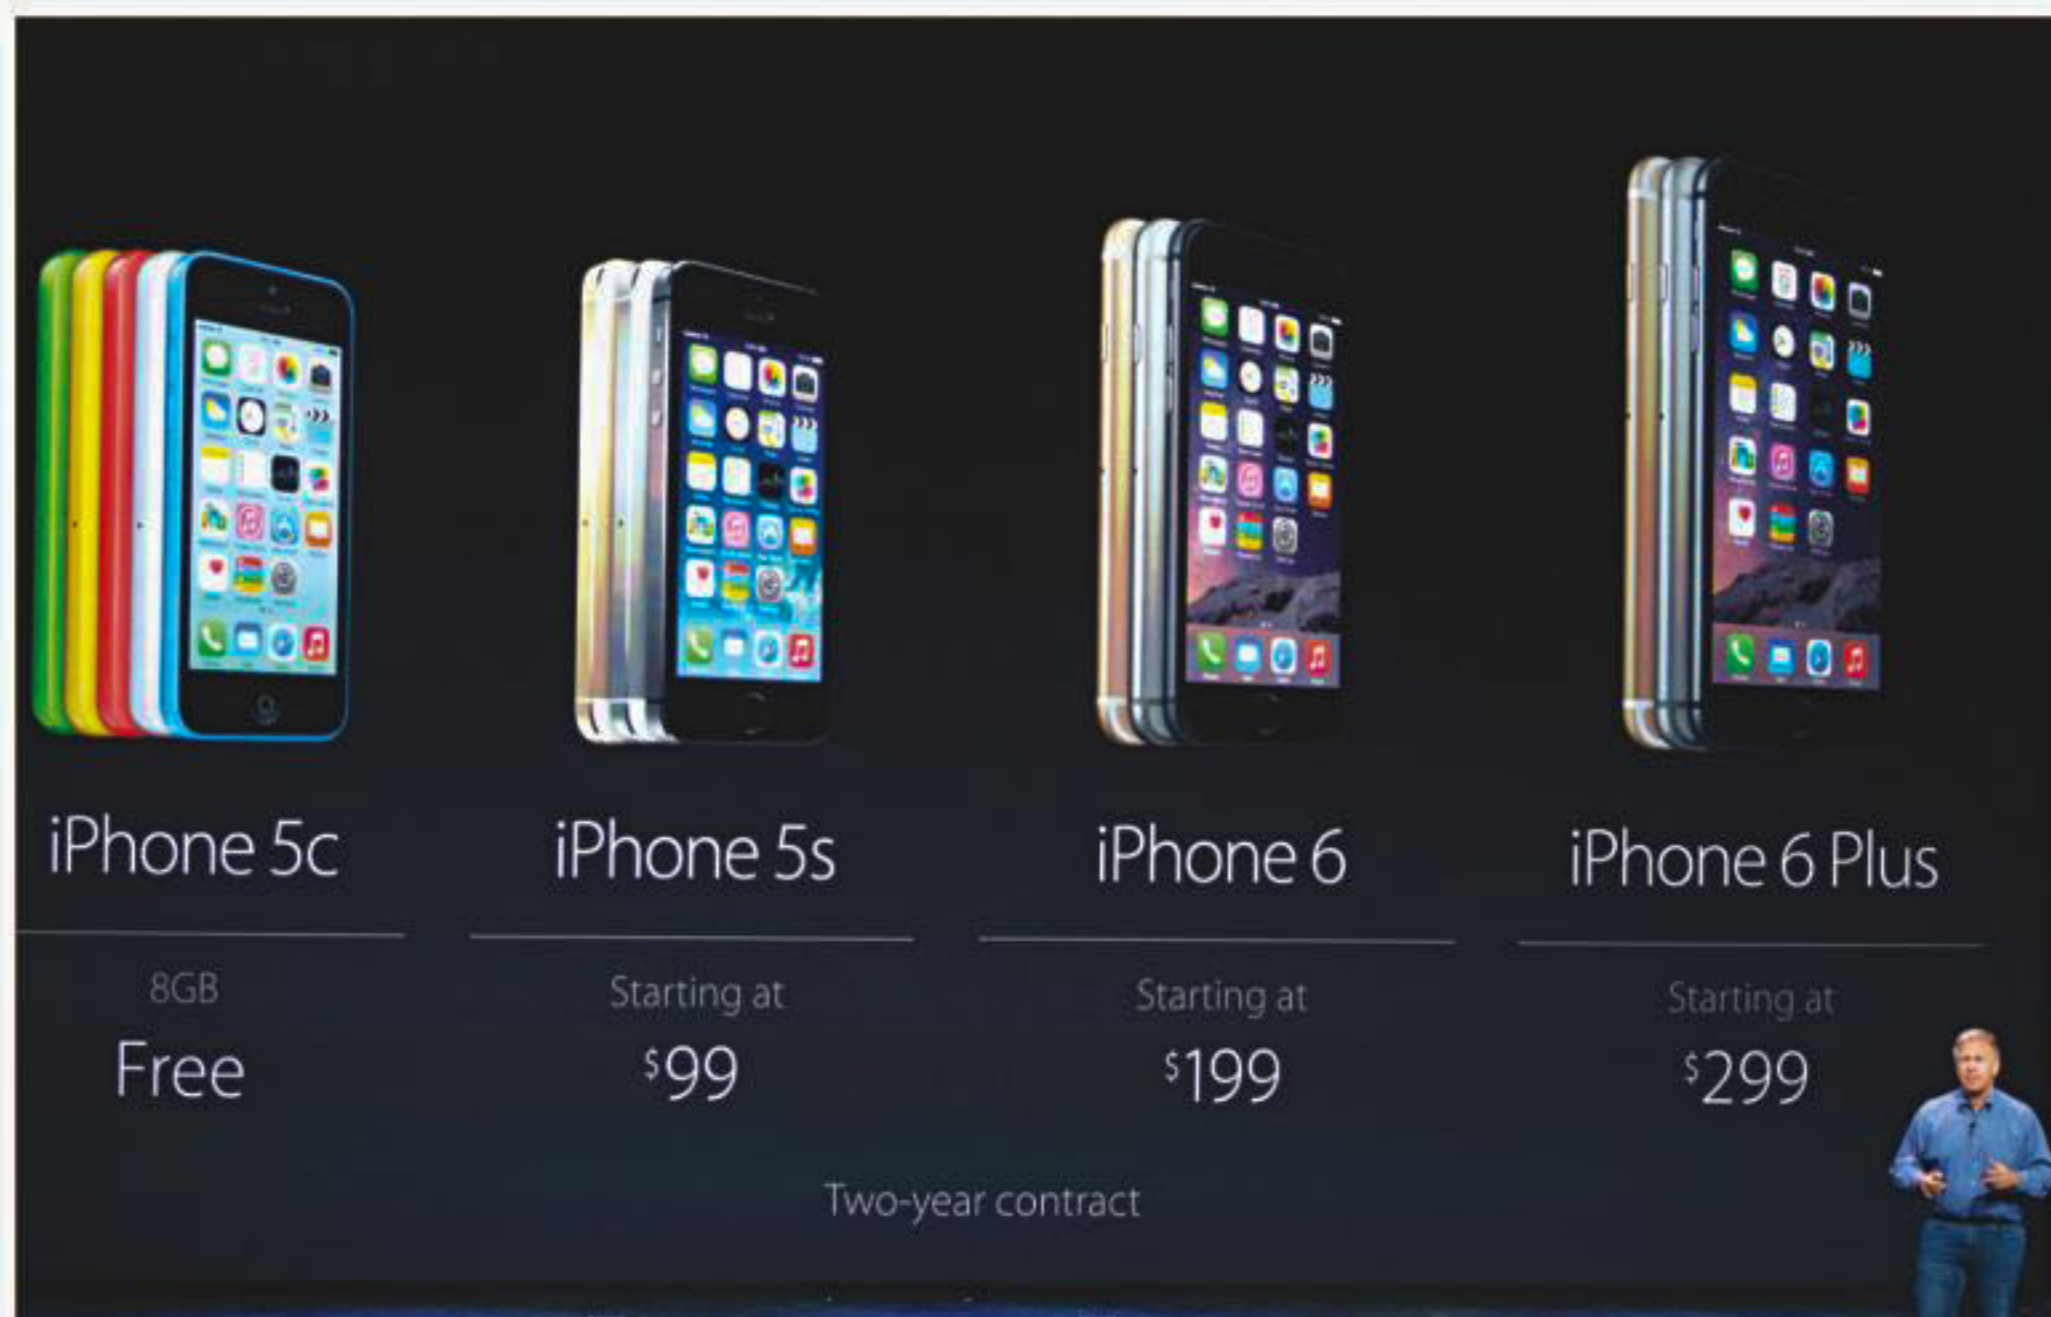 iPhone 5c
8GB
Free
iPhone 5s
Starting at
$99
iPhone 6
Starting at
$199
iPhone 6 Plus
Starting at
$299
Two-year contract